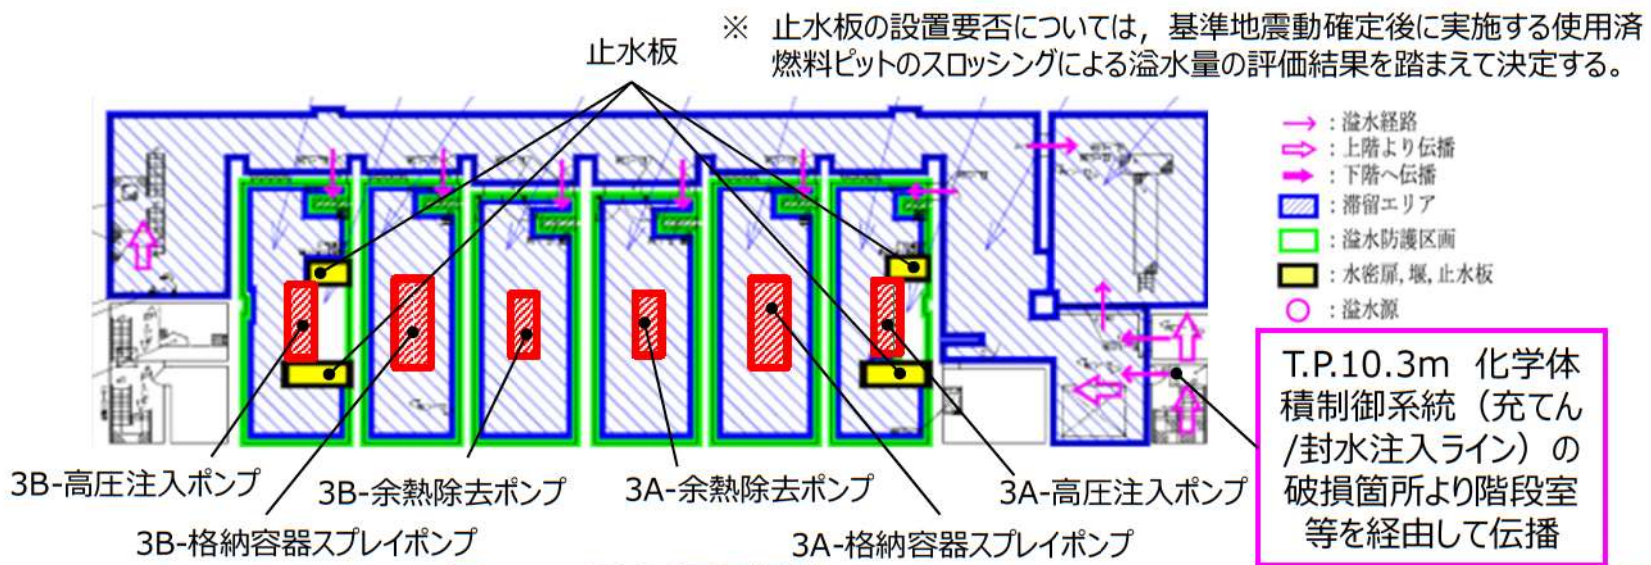 ※ 止水板の設置要否については，基準地震動確定後に実施する使用済
燃料ピットのスロッシングによる溢水量の評価結果を踏まえて決定する。
止水板
：溢水経路
：上階より伝播
：下階へ伝播
：滞留エリア
：溢水防護区画
：水密扉，堰，止水板
：溢水源
T.P.10.3m 化学体
積制御系統（充てん
/封水注入ライン）の
破損箇所より階段室
等を経由して伝播
3B-高圧注入ポンプ
3B-余熱除去ポンプ
3A-余熱除去ポンプ
3A-高圧注入ポンプ
3B-格納容器スプレイポンプ
3A-格納容器スプレイポンプ